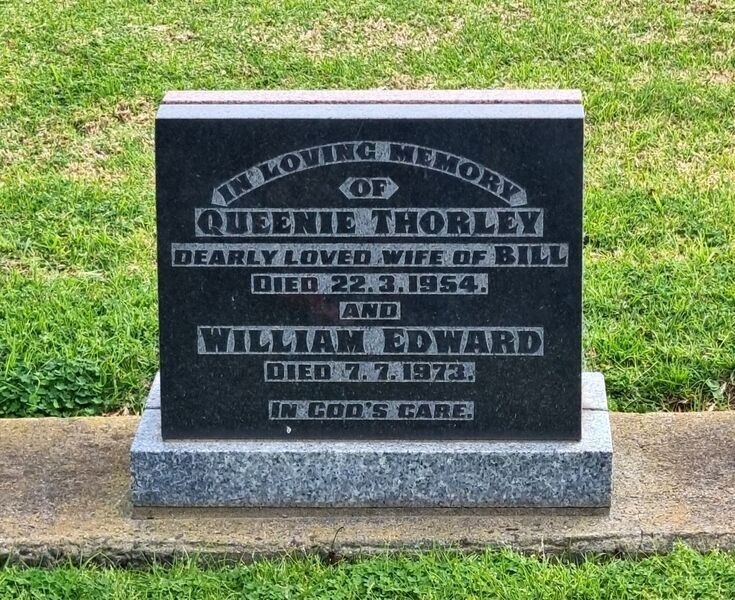 IN LOVING MEMORY
OF
QUEENIE THORLEY
DEARLY LOVED WIFE OF BILL
DIED 22.3.1954.
AND
WILLIAM EDWARD
DIED 7.7.1973.
IN GOD'S CARE.